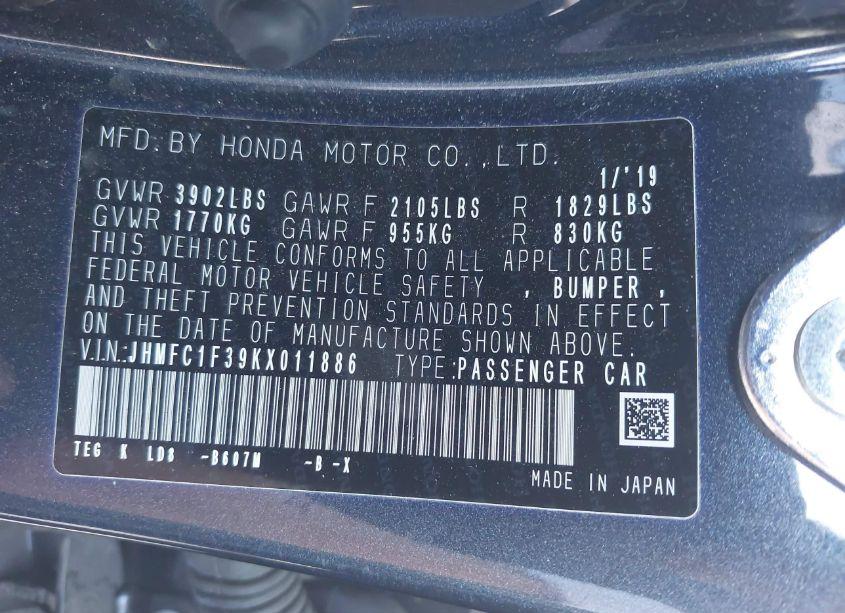 MFD. BY HONDA MOTOR CO.,LTD.
1/'19
GVWR 3902LBS GAWR F 2105LBS R 1829LBS
GVWR 1770KG GAWR F 955KG R 830KG
THIS VEHICLE CONFORMS TO ALL APPLICABLE
FEDERAL MOTOR VEHICLE SAFETY , BUMPER ,
AND THEFT PREVENTION STANDARDS IN EFFECT
ON THE DATE OF MANUFACTURE SHOWN ABOVE.
V.I.N:JHMFC1F39KX011886 TYPE:PASSENGER CAR
TEG K LD8 -B607M -B -X
MADE IN JAPAN